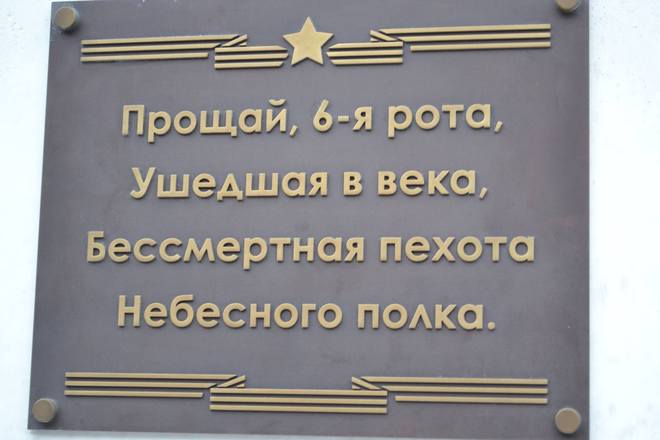 Прощай, 6-я рота,
Ушедшая в века,
Бессмертная пехота
Небесного полка.